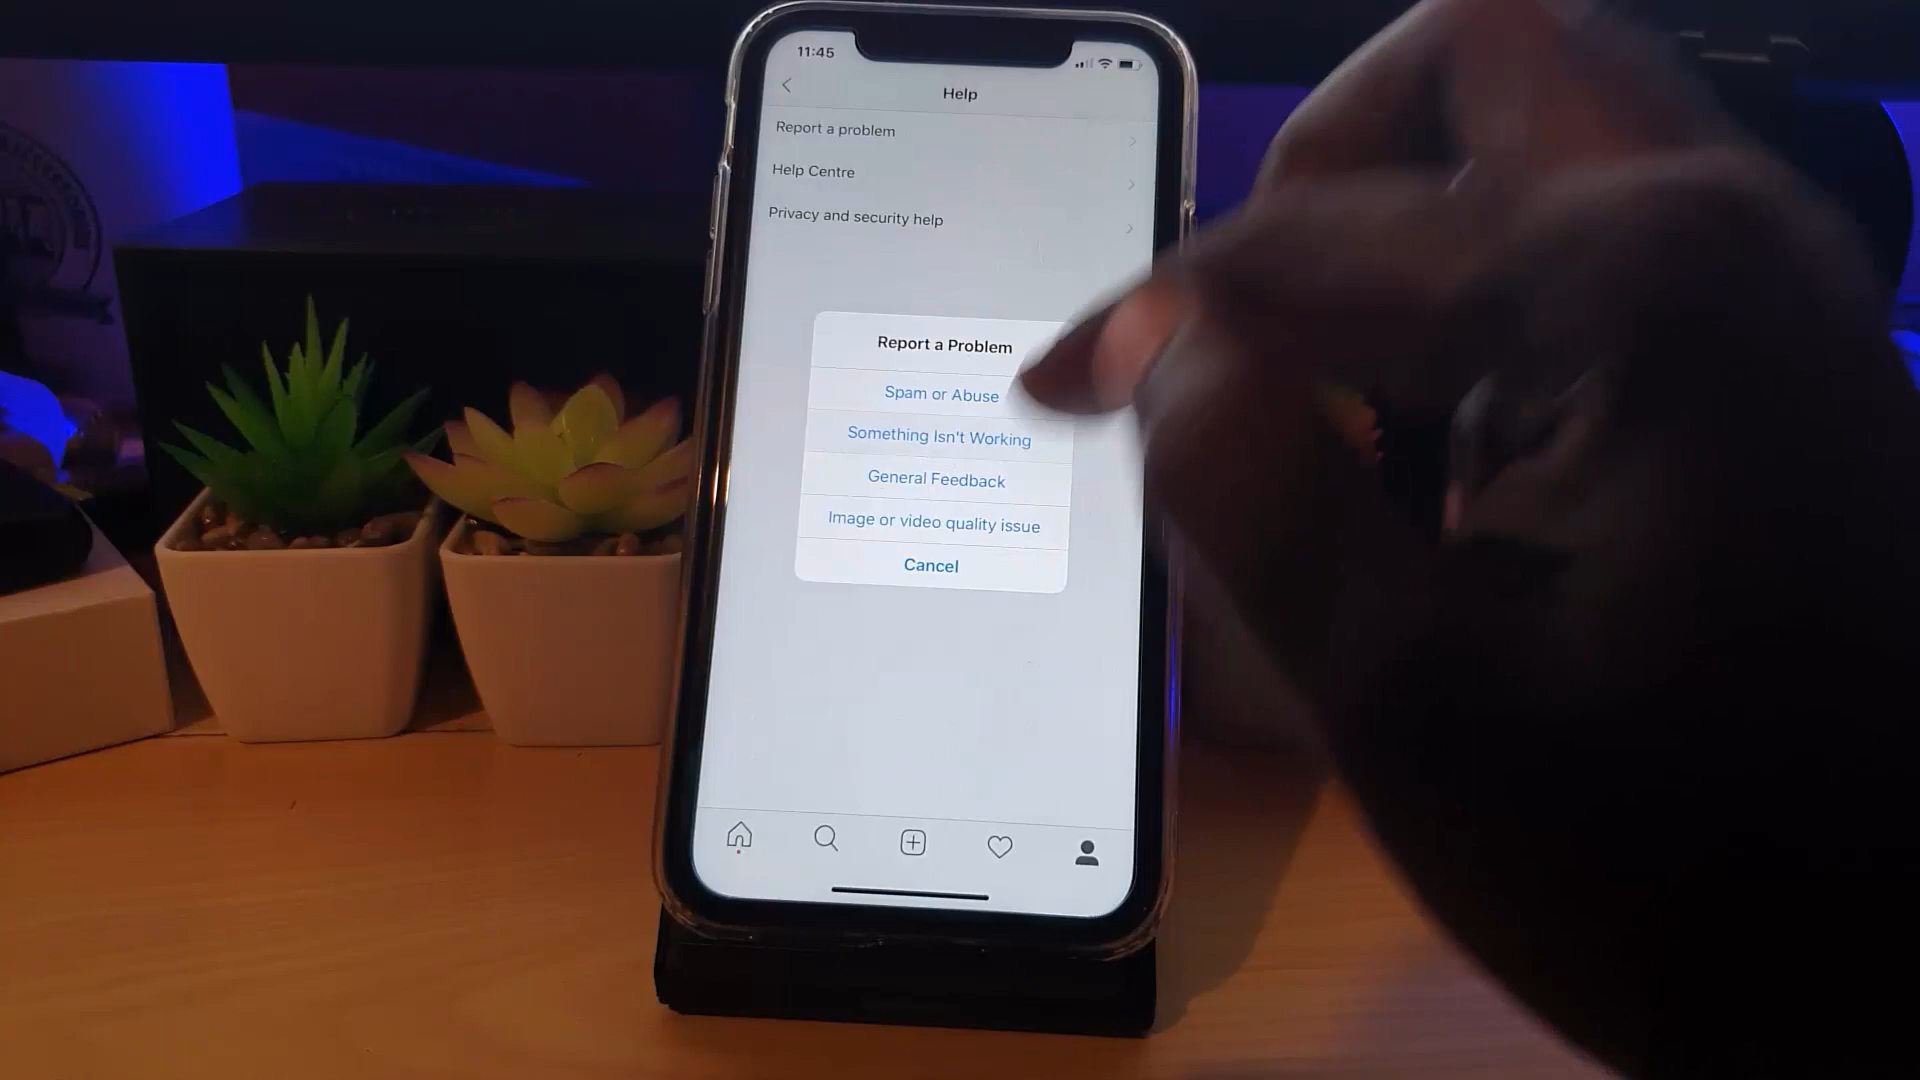 11:45
Help
Report a problem
Help Centre
Privacy and security help
Report a Problem
Spam or Abuse
Something Isn't Working
General Feedback
Image or video quality issue
Cancel